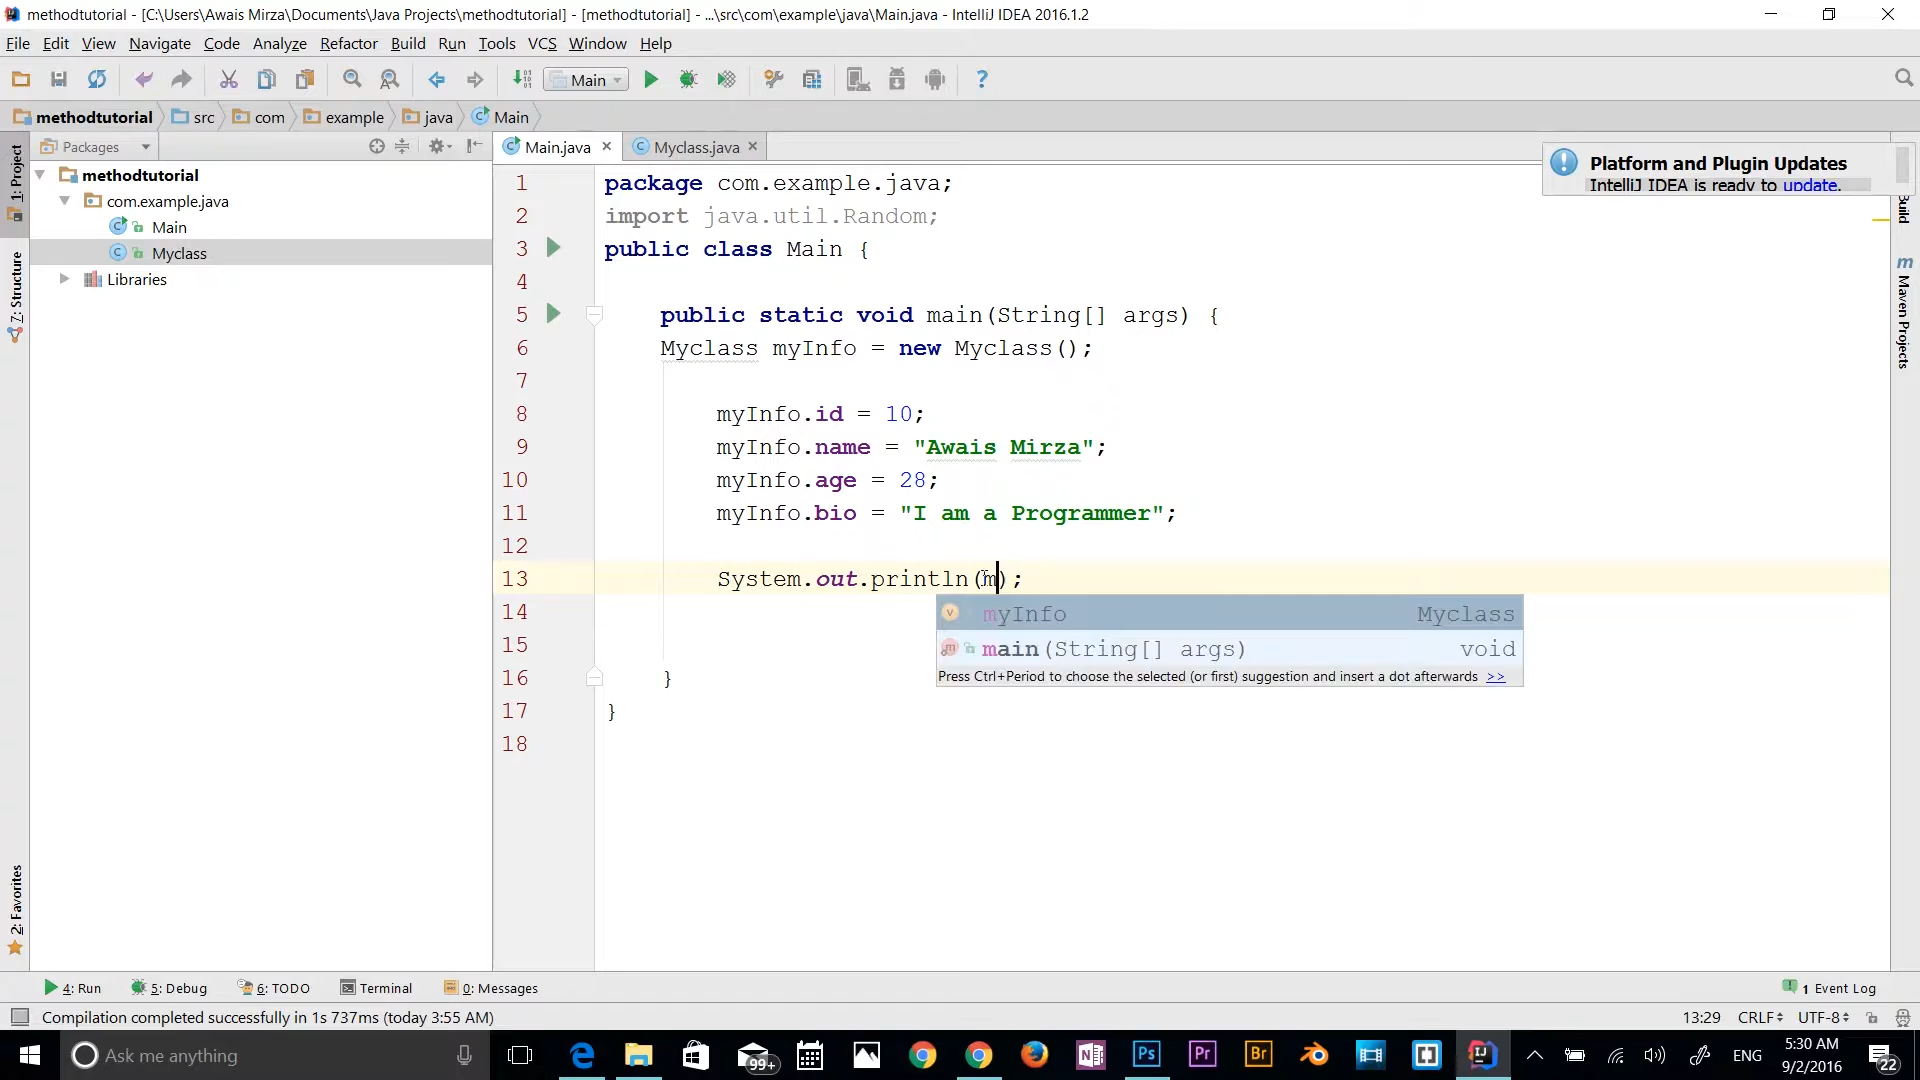 methodtutorial - [C:\Users\Awais Mirza\Documents\Java Projects\methodtutorial] - [methodtutorial] - ...\src\com\example\java\Main.java - IntelliJ IDEA 2016.1.2
File Edit View Navigate Code Analyze Refactor Build Run Tools VCS Window Help
Main
methodtutorial src com example java Main
Packages
Main.java Myclass.java
Platform and Plugin Updates
IntelliJ IDEA is ready to update.
1: Project
7: Structure
2: Favorites
methodtutorial
com.example.java
Main
Myclass
Libraries
1 package com.example.java;
2 import java.util.Random;
3 public class Main {
4
5 public static void main(String[] args) {
6 Myclass myInfo = new Myclass();
7
8 myInfo.id = 10;
9 myInfo.name = "Awais Mirza";
10 myInfo.age = 28;
11 myInfo.bio = "I am a Programmer";
12
13 System.out.println(m);
14
15
16 }
17 }
18
v myInfo Myclass
m main(String[] args) void
Press Ctrl+Period to choose the selected (or first) suggestion and insert a dot afterwards >>
m Maven Projects
4: Run 5: Debug 6: TODO Terminal 0: Messages 1 Event Log
Compilation completed successfully in 1s 737ms (today 3:55 AM) 13:29 CRLF UTF-8
Ask me anything 99+ N Ps Pr Br IJ ENG 5:30 AM
9/2/2016 22